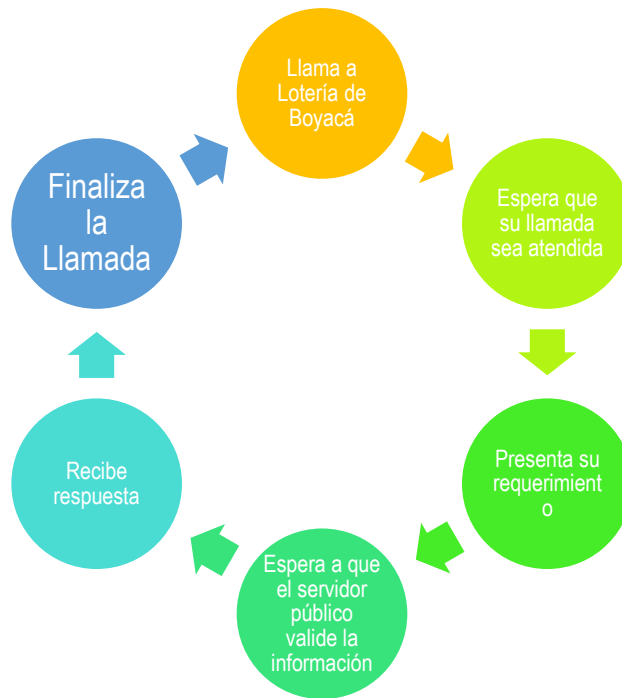 Llama a
Lotería de
Boyacá
Espera que
su llamada
sea atendida
Presenta su
requerimient
o
Espera a que
el servidor
público
valide la
información
Recibe
respuesta
Finaliza
la
Llamada